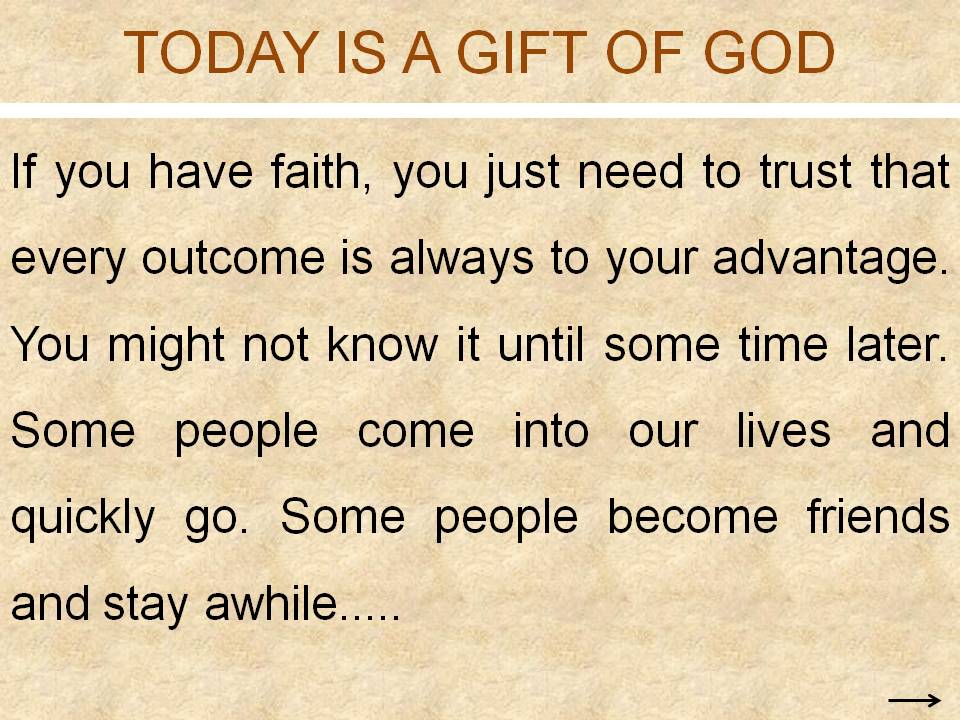 TODAY IS A GIFT OF GOD
If you have faith, you just need to trust that
every outcome is always to your advantage.
You might not know it until some time later.
Some people come into our lives and
quickly go. Some people become friends
and stay awhile.....